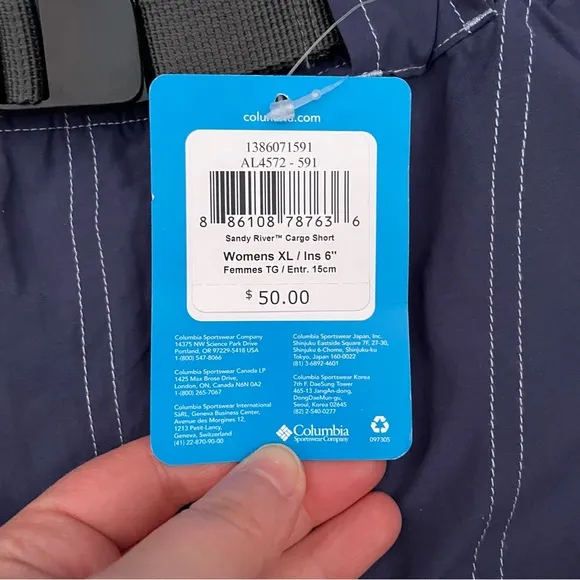 columbia.com
1386071591
AL4572 - 591
8 86108 78763 6
Sandy River™ Cargo Short
Womens XL / Ins 6"
Femmes TG / Entr. 15cm
$ 50.00
Columbia Sportswear Company
14375 NW Science Park Drive
Portland, OR 97229-5418 USA
1-(800) 547-8066
Columbia Sportswear Canada LP
1425 Max Brose Drive,
London, ON, Canada N6N 0A2
1-(800) 265-7067
Columbia Sportswear International
SàRL, Geneva Business Center,
Avenue des Morgines 12,
1213 Petit-Lancy,
Geneva, Switzerland
(41) 22-870-90-00
Columbia Sportswear Japan, Inc.
Shinjuku Eastside Square 7F, 27-30,
Shinjuku 6 Chome, Shinjuku-ku
Tokyo, Japan 160-0022
(81) 3-6892-4601
Columbia Sportswear Korea
7th F. DaeSung Tower
465-13 JangAn-dong,
DongDaeMun-gu,
Seoul, Korea 02645
(82) 2-540-0277
Columbia
Sportswear Company
097305